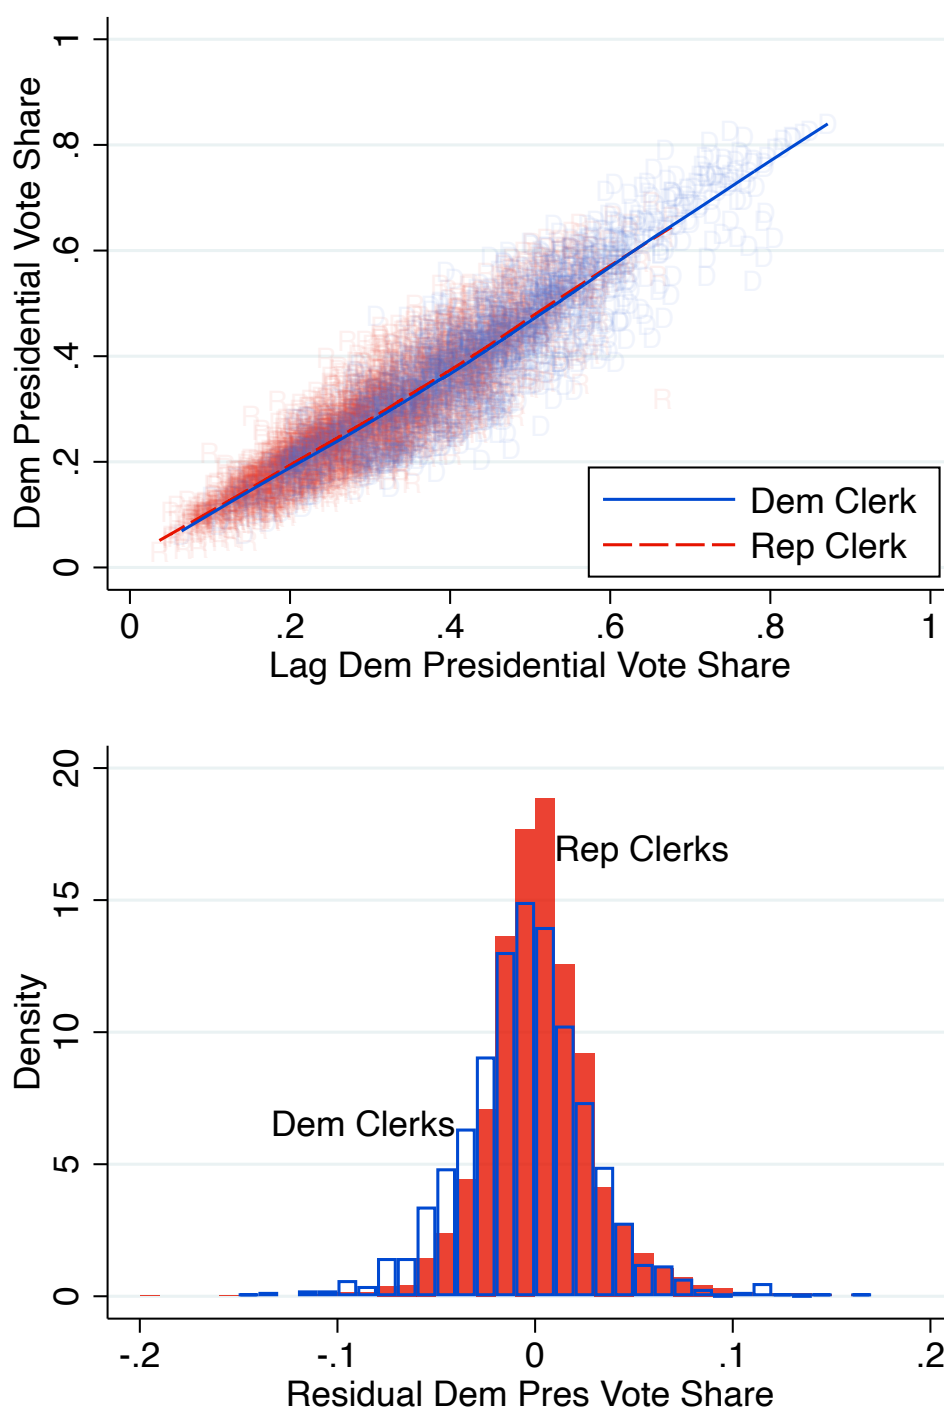 1
.8
.6
.4
.2
0
Dem Presidential Vote Share
Dem Clerk
Rep Clerk
0 .2 .4 .6 .8 1
Lag Dem Presidential Vote Share
20
15
10
5
0
Density
Rep Clerks
Dem Clerks
-.2 -.1 0 .1 .2
Residual Dem Pres Vote Share